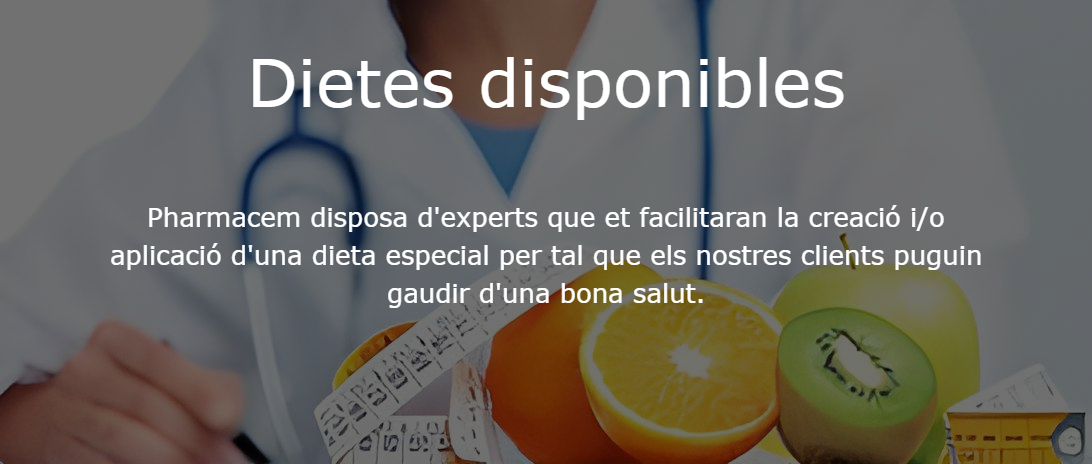 Dietes disponibles
Pharmacem disposa d'experts que et facilitaran la creació i/o
aplicació d'una dieta especial per tal que els nostres clients puguin
gaudir d'una bona salut.